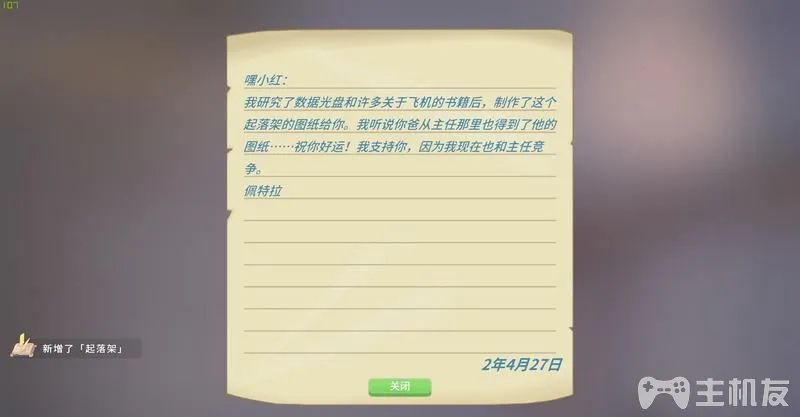 107
嘿小红：
我研究了数据光盘和许多关于飞机的书籍后，制作了这个
起落架的图纸给你。我听说你爸从主任那里也得到了他的
图纸……祝你好运！我支持你，因为我现在也和主任竞
争。
佩特拉
新增了「起落架」
2年4月27日
关闭
主机友